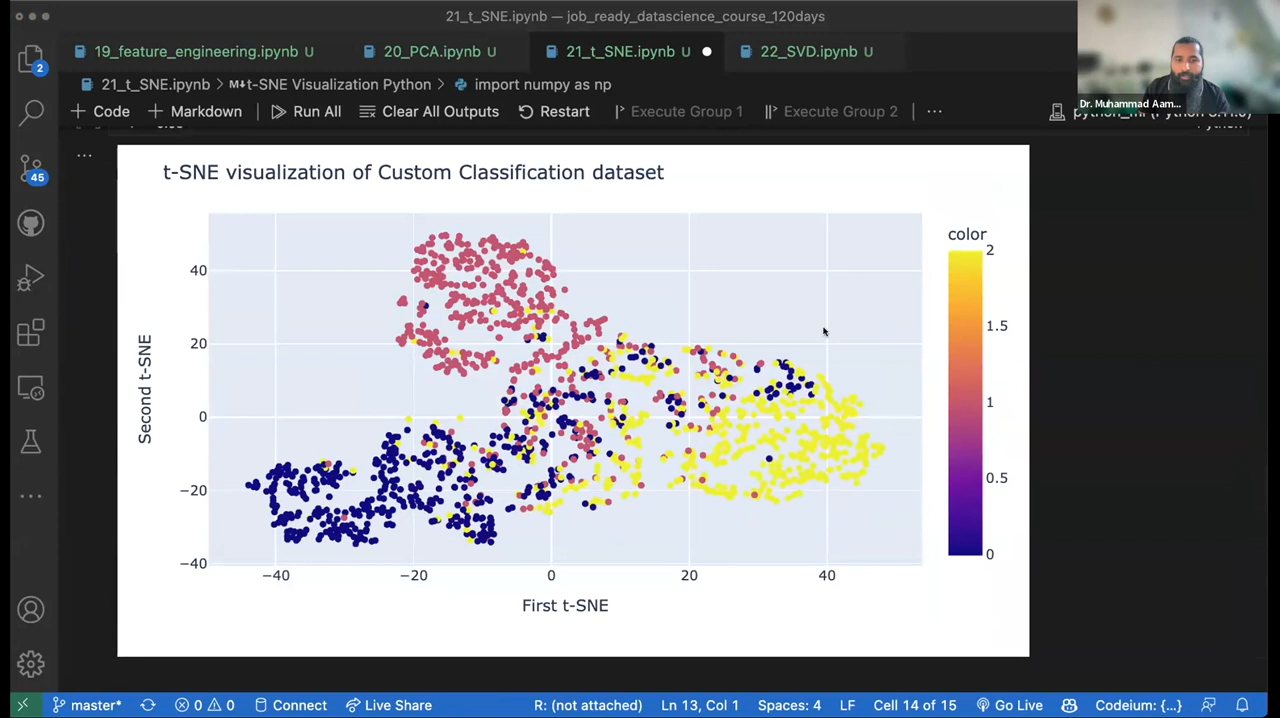 21_t_SNE.ipynb — job_ready_datascience_course_120days
19_feature_engineering.ipynb U 20_PCA.ipynb U 21_t_SNE.ipynb U 22_SVD.ipynb U
21_t_SNE.ipynb > M↓t-SNE Visualization Python > import numpy as np
Dr. Muhammad Aam...
+ Code + Markdown Run All Clear All Outputs Restart Execute Group 1 Execute Group 2 ...
2
45
t-SNE visualization of Custom Classification dataset
color
2
1.5
1
0.5
0
40
20
0
−20
−40
Second t-SNE
−40 −20 0 20 40
First t-SNE
master* 0 0 Connect Live Share R: (not attached) Ln 13, Col 1 Spaces: 4 LF Cell 14 of 15 Go Live Codeium: {...}